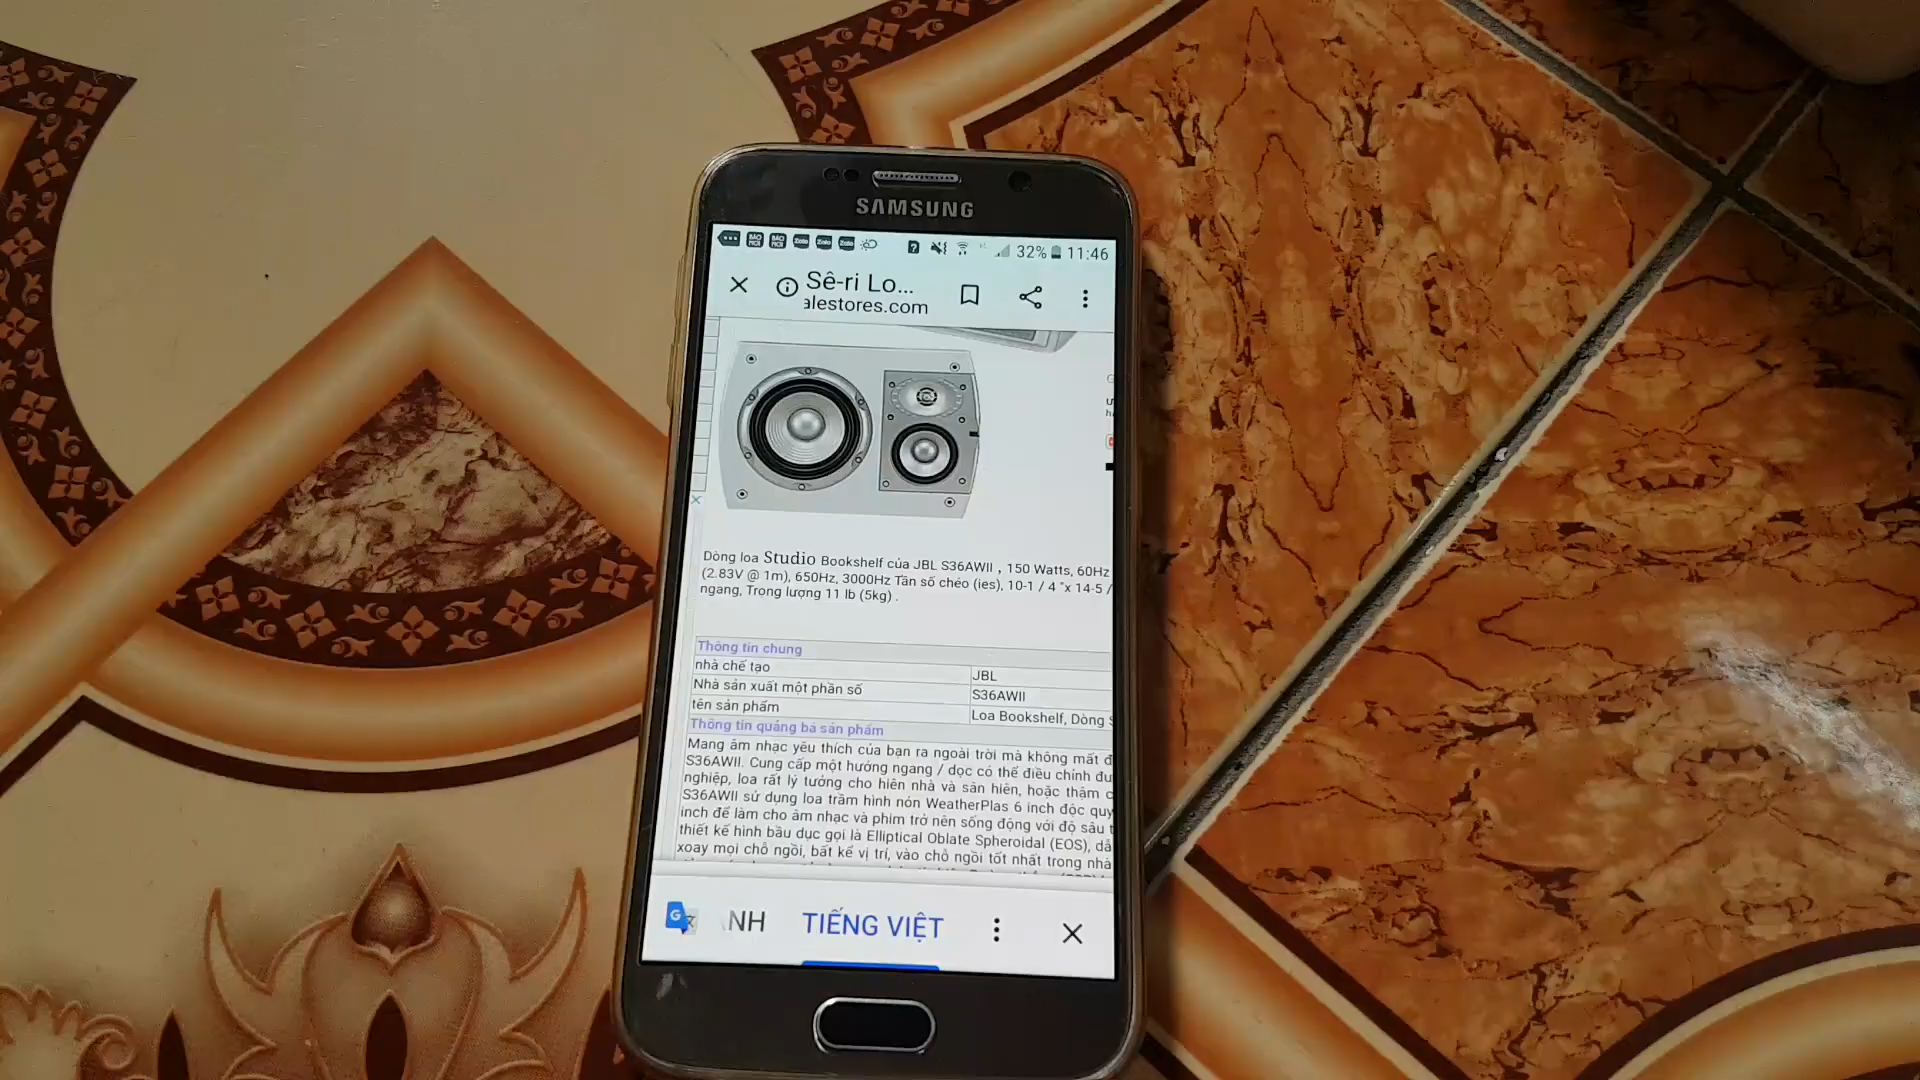 SAMSUNG
32% 11:46
Sê-ri Lo...
alestores.com
Dòng loa Studio Bookshelf của JBL S36AWII , 150 Watts, 60Hz
(2.83V @ 1m), 650Hz, 3000Hz Tần số chéo (ies), 10-1 / 4 "x 14-5 /
ngang, Trọng lượng 11 lb (5kg) .
Thông tin chung
nhà chế tạo JBL
Nhà sản xuất một phần số S36AWII
tên sản phẩm Loa Bookshelf, Dòng S
Thông tin quảng bá sản phẩm
Mang âm nhạc yêu thích của bạn ra ngoài trời mà không mất đ
S36AWII. Cung cấp một hướng ngang / dọc có thể điều chỉnh đư
nghiệp, loa rất lý tưởng cho hiên nhà và sân hiên, hoặc thậm c
S36AWII sử dụng loa trầm hình nón WeatherPlas 6 inch độc quy
inch để làm cho âm nhạc và phim trở nên sống động với độ sâu t
thiết kế hình bầu dục gọi là Elliptical Oblate Spheroidal (EOS), dà
xoay mọi chỗ ngồi, bất kể vị trí, vào chỗ ngồi tốt nhất trong nhà
NH TIẾNG VIỆT